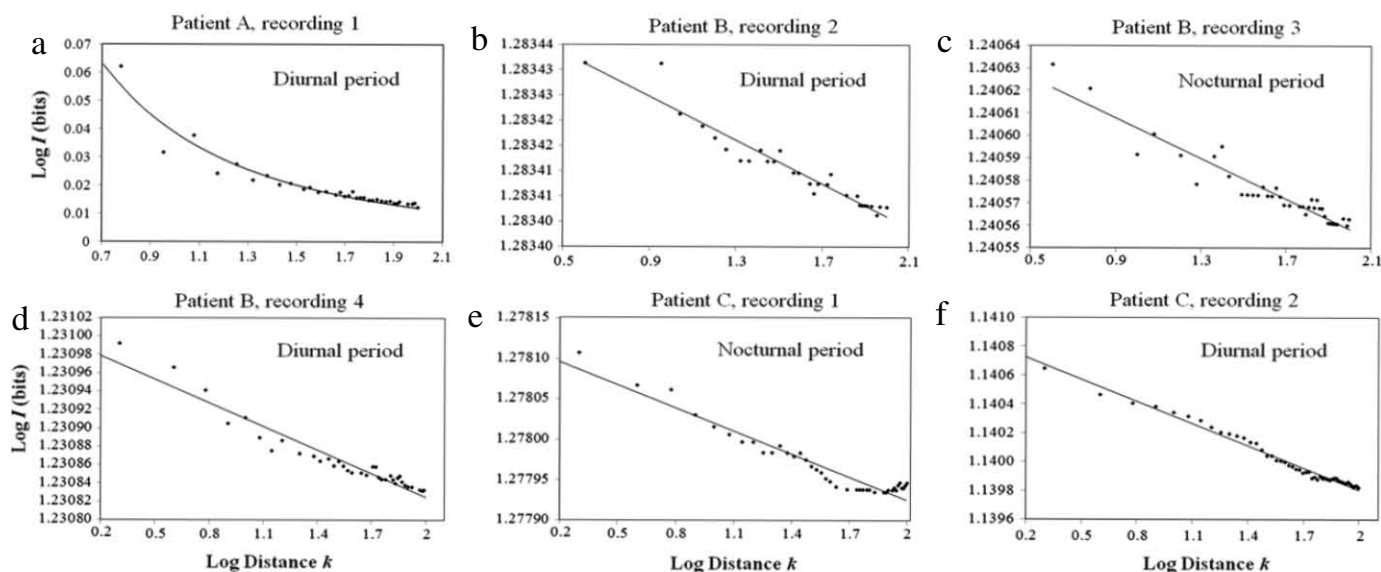 Patient A, recording 1
a
0.07
0.06
0.05
0.04
0.03
0.02
0.01
0
Log I (bits)
Diurnal period
0.7 0.9 1.1 1.3 1.5 1.7 1.9 2.1
Patient B, recording 2
b
1.28344
1.28343
1.28343
1.28342
1.28342
1.28341
1.28341
1.28340
1.28340
Diurnal period
0.5 0.9 1.3 1.7 2.1
Patient B, recording 3
c
1.24064
1.24063
1.24062
1.24061
1.24060
1.24059
1.24058
1.24057
1.24056
1.24055
Nocturnal period
0.5 0.9 1.3 1.7 2.1
Patient B, recording 4
d
1.23102
1.23100
1.23098
1.23096
1.23094
1.23092
1.23090
1.23088
1.23086
1.23084
1.23082
1.23080
Log I (bits)
Diurnal period
0.2 0.5 0.8 1.1 1.4 1.7 2
Log Distance k
Patient C, recording 1
e
1.27815
1.27810
1.27805
1.27800
1.27795
1.27790
Nocturnal period
0.2 0.5 0.8 1.1 1.4 1.7 2
Log Distance k
Patient C, recording 2
f
1.1410
1.1408
1.1406
1.1404
1.1402
1.1400
1.1398
1.1396
Diurnal period
0.2 0.5 0.8 1.1 1.4 1.7 2
Log Distance k